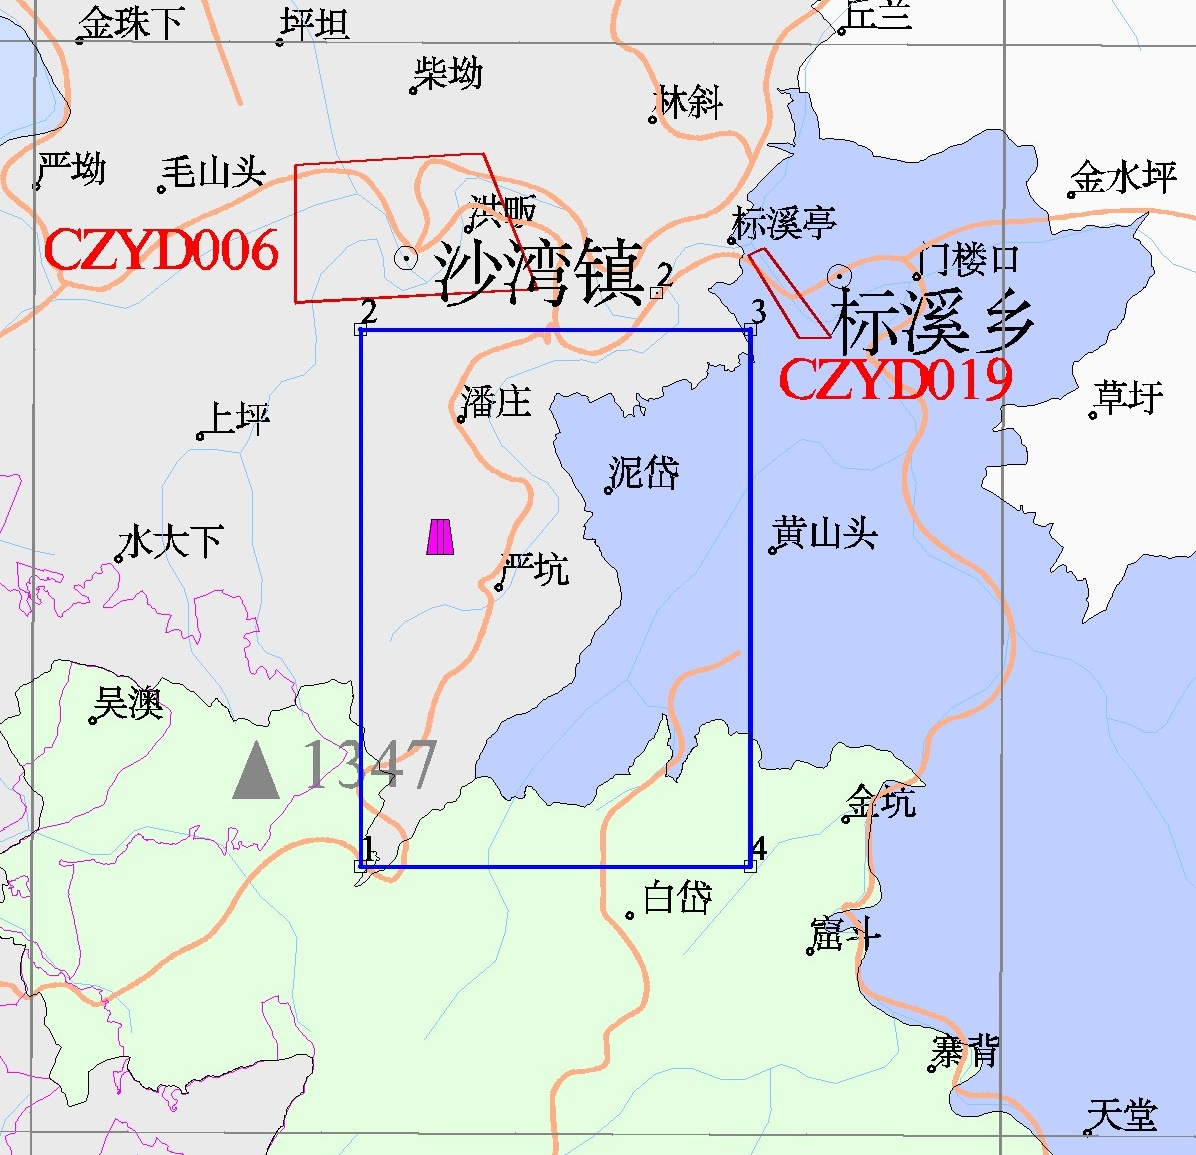 金珠下
坪坦
丘兰
柴坳
林斜
严坳
毛山头
金水坪
洪畈
标溪亭
CZYD006
沙湾镇
门楼口
2
2
3
标溪乡
CZYD019
潘庄
草圩
上坪
泥岱
水大下
黄山头
严坑
吴澳
1347
金坑
1
4
白岱
窟斗
寨背
天堂